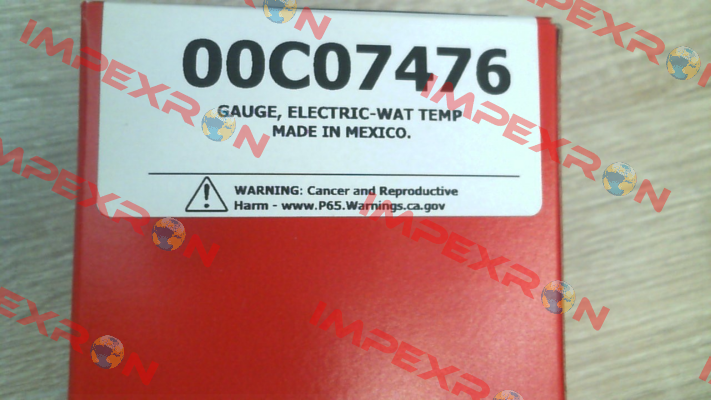 00C07476
GAUGE, ELECTRIC-WAT TEMP
MADE IN MEXICO.
WARNING: Cancer and Reproductive
Harm - www.P65.Warnings.ca.gov
IMPEXRON
IMPEXRON
IMPEXRON
IMPEXRON
IMPEXRON
IMPEXRON
IMPEXRON